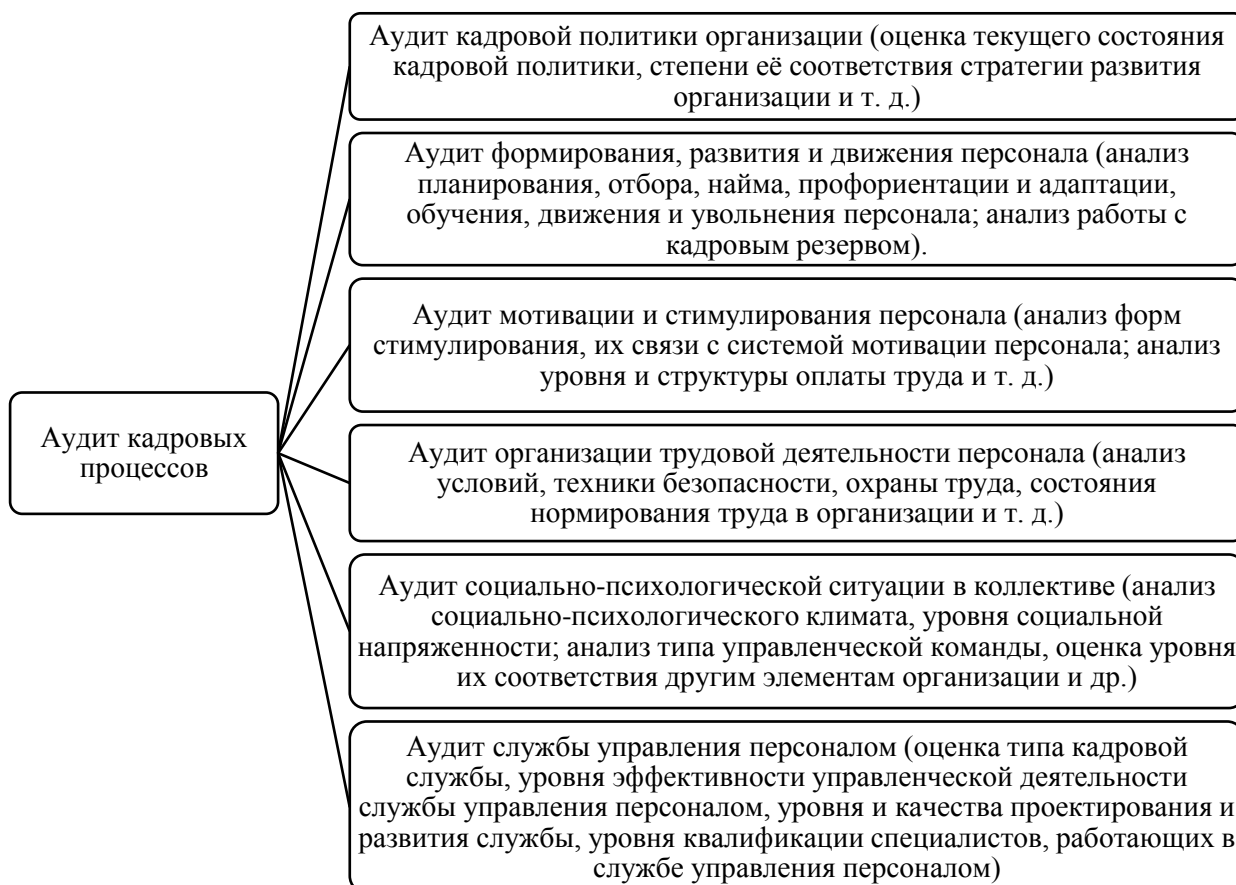 Аудит кадровых
процессов
Аудит кадровой политики организации (оценка текущего состояния
кадровой политики, степени её соответствия стратегии развития
организации и т. д.)
Аудит формирования, развития и движения персонала (анализ
планирования, отбора, найма, профориентации и адаптации,
обучения, движения и увольнения персонала; анализ работы с
кадровым резервом).
Аудит мотивации и стимулирования персонала (анализ форм
стимулирования, их связи с системой мотивации персонала; анализ
уровня и структуры оплаты труда и т. д.)
Аудит организации трудовой деятельности персонала (анализ
условий, техники безопасности, охраны труда, состояния
нормирования труда в организации и т. д.)
Аудит социально-психологической ситуации в коллективе (анализ
социально-психологического климата, уровня социальной
напряженности; анализ типа управленческой команды, оценка уровня
их соответствия другим элементам организации и др.)
Аудит службы управления персоналом (оценка типа кадровой
службы, уровня эффективности управленческой деятельности
службы управления персоналом, уровня и качества проектирования и
развития службы, уровня квалификации специалистов, работающих в
службе управления персоналом)